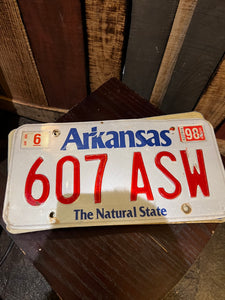 6 Arkansas 98
607 ASW
The Natural State